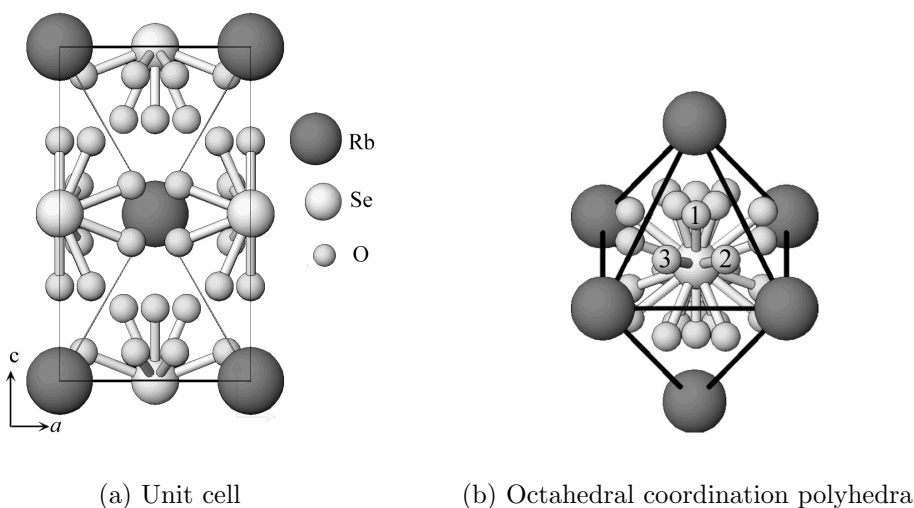 Rb
Se
O
c
a
1
3 2
(a) Unit cell
(b) Octahedral coordination polyhedra